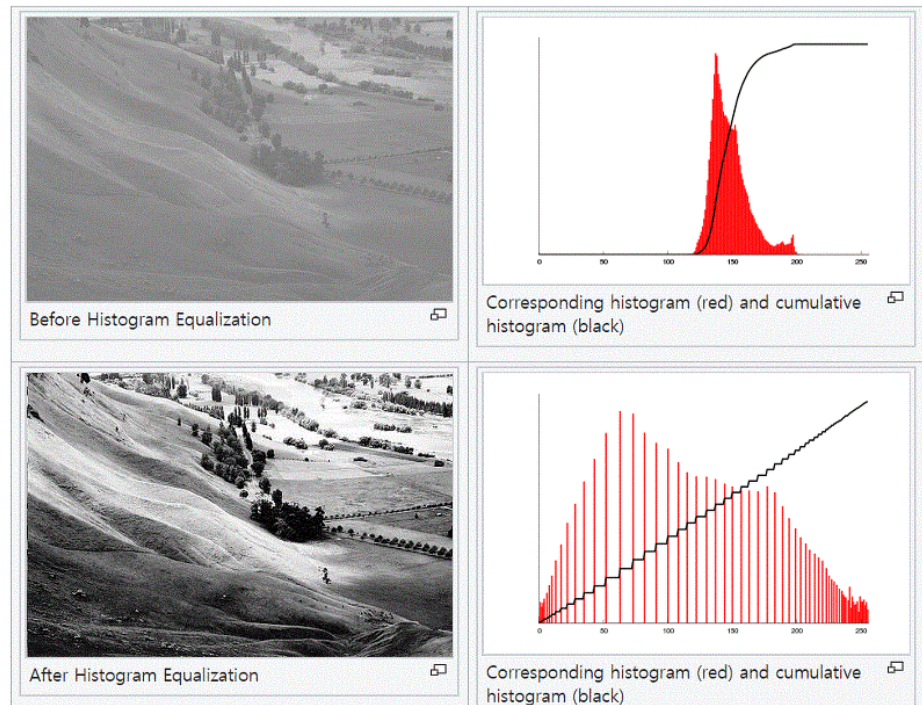 0 50 100 150 200 250
Before Histogram Equalization
Corresponding histogram (red) and cumulative
histogram (black)
0 50 100 150 200 250
After Histogram Equalization
Corresponding histogram (red) and cumulative
histogram (black)